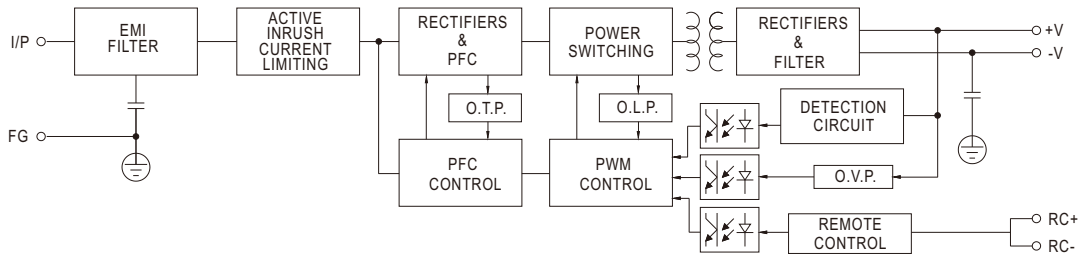 I/P
EMI
FILTER
ACTIVE
INRUSH
CURRENT
LIMITING
RECTIFIERS
&
PFC
POWER
SWITCHING
RECTIFIERS
&
FILTER
+V
-V
FG
O.T.P.
O.L.P.
DETECTION
CIRCUIT
PFC
CONTROL
PWM
CONTROL
O.V.P.
REMOTE
CONTROL
RC+
RC-